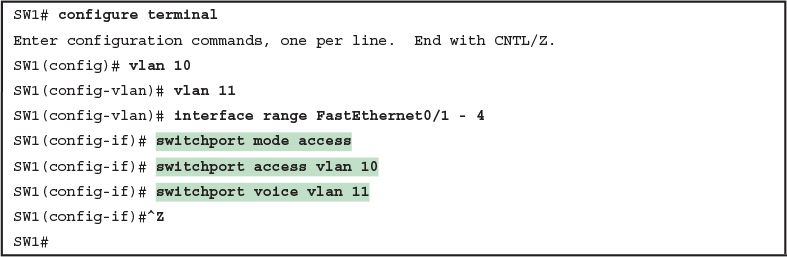 SW1# configure terminal
Enter configuration commands, one per line.  End with CNTL/Z.
SW1(config)# vlan 10
SW1(config-vlan)# vlan 11
SW1(config-vlan)# interface range FastEthernet0/1 - 4
SW1(config-if)# switchport mode access
SW1(config-if)# switchport access vlan 10
SW1(config-if)# switchport voice vlan 11
SW1(config-if)#^Z
SW1#